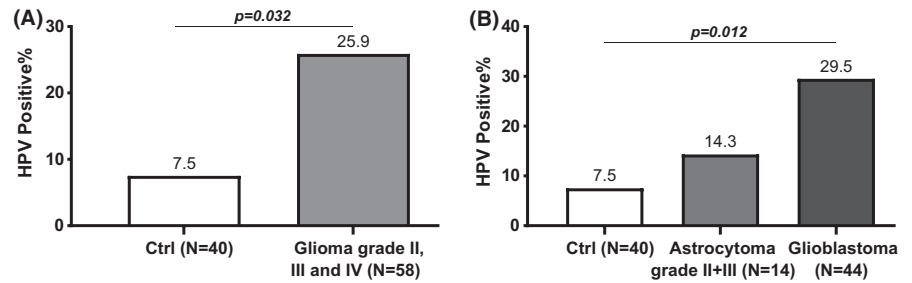 (A)
p=0.032
HPV Positive%
30
20
10
0
7.5
25.9
Ctrl (N=40)
Glioma grade II,
III and IV (N=58)
(B)
p=0.012
HPV Positive%
40
30
20
10
0
7.5
14.3
29.5
Ctrl (N=40)
Astrocytoma
grade II+III (N=14)
Glioblastoma
(N=44)